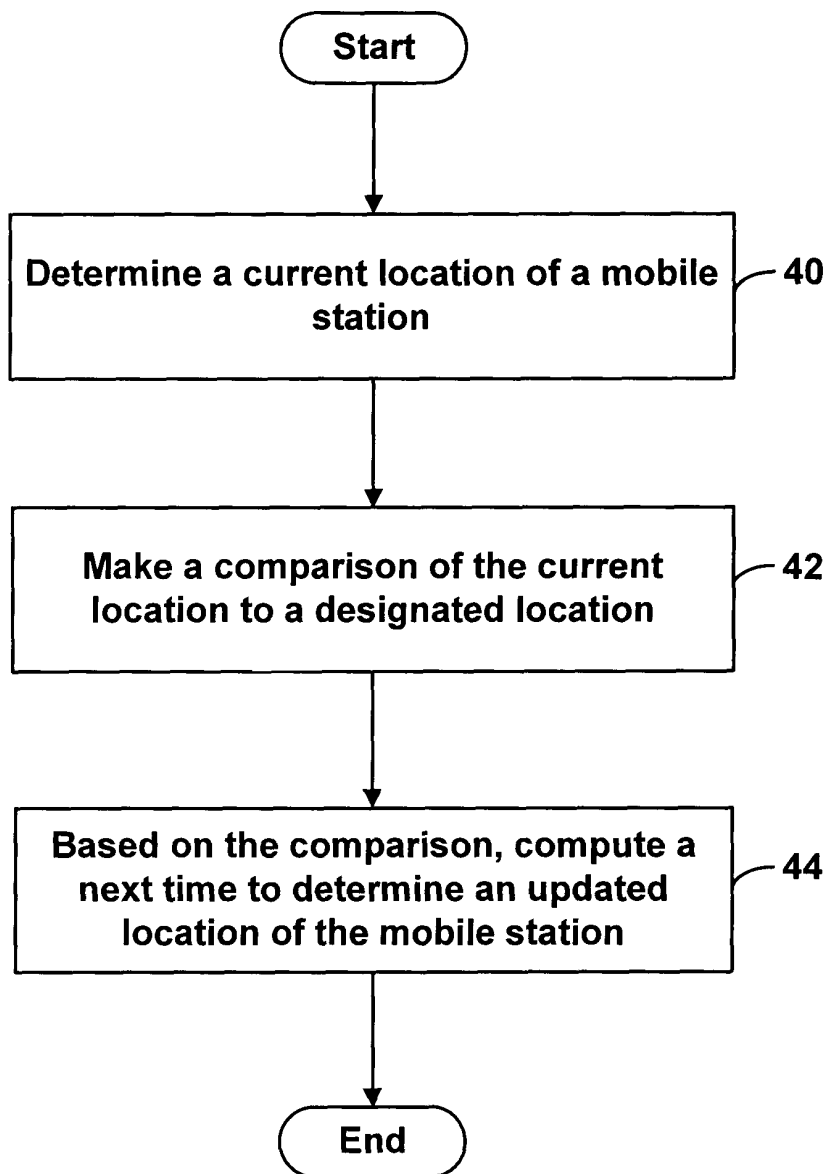 Start
Determine a current location of a mobile
station
40
Make a comparison of the current
location to a designated location
42
Based on the comparison, compute a
next time to determine an updated
location of the mobile station
44
End